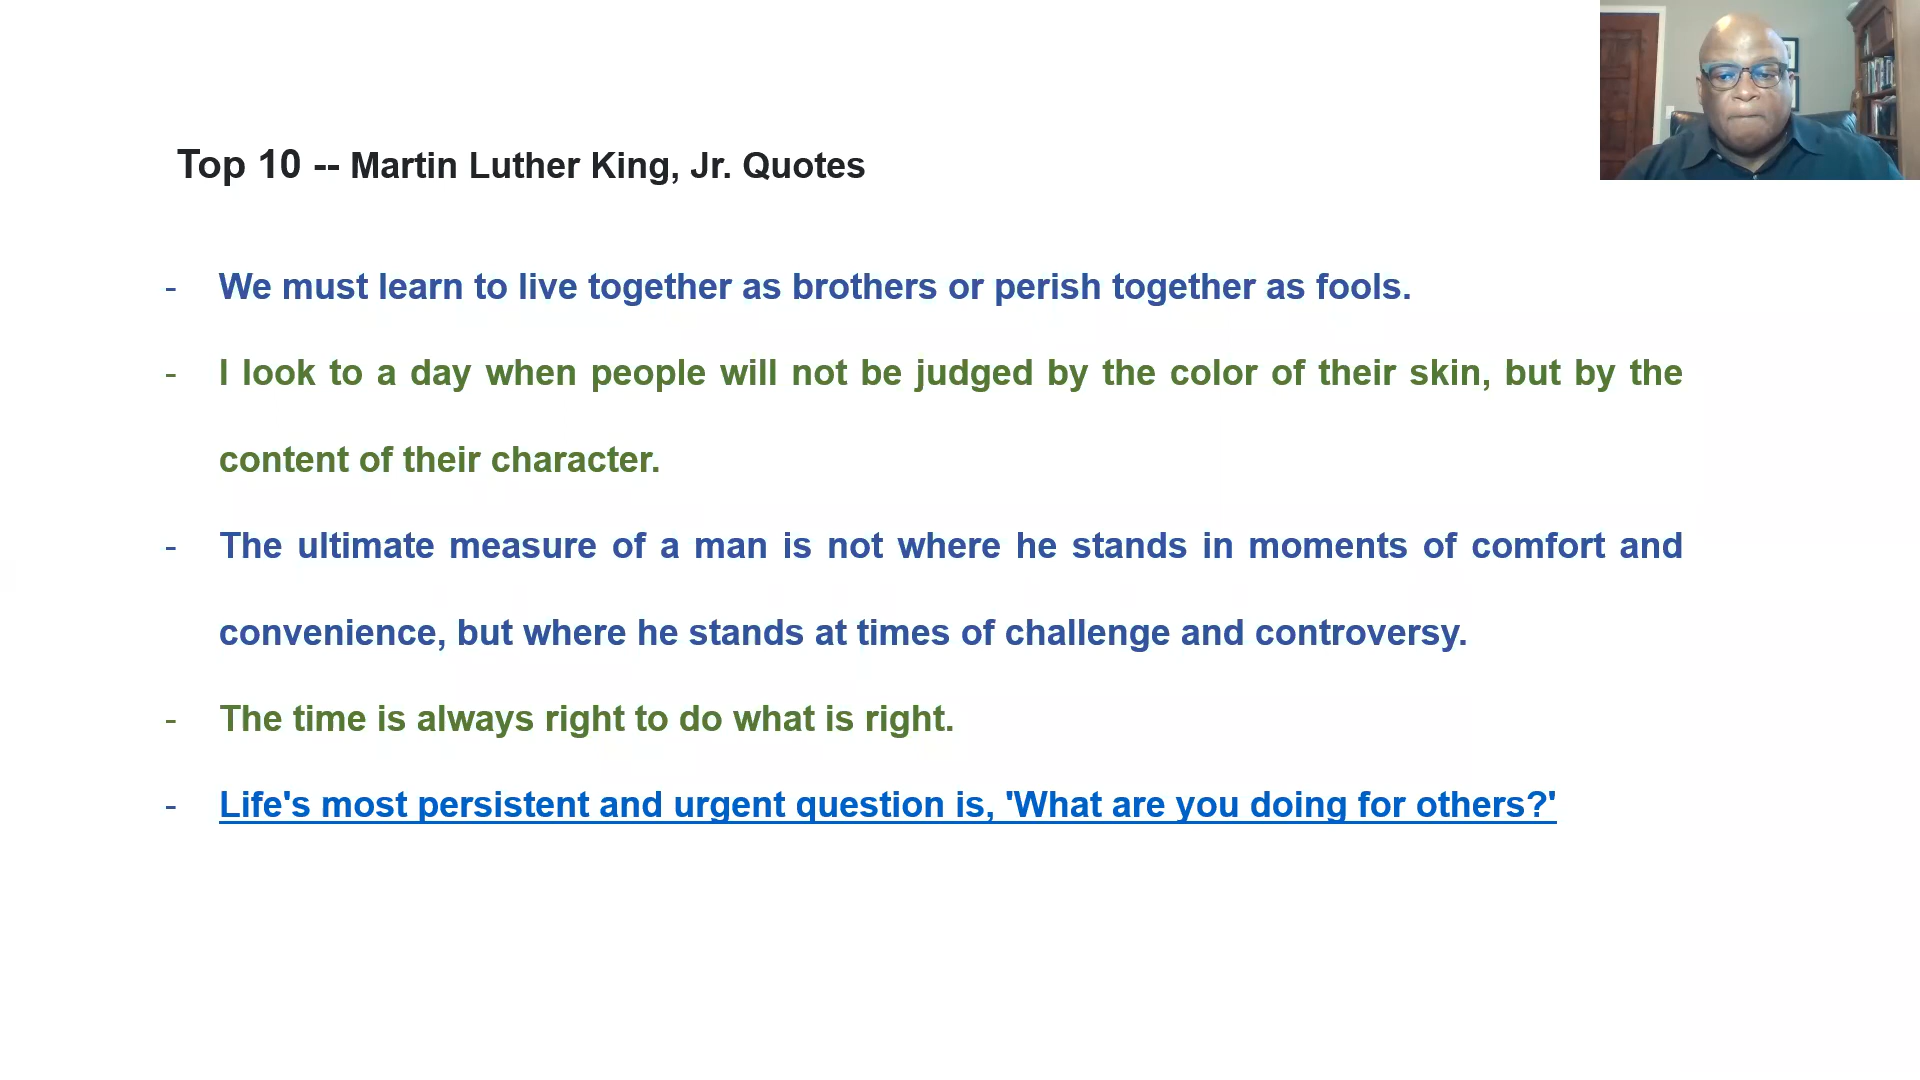 Top 10 -- Martin Luther King, Jr. Quotes
- We must learn to live together as brothers or perish together as fools.
- I look to a day when people will not be judged by the color of their skin, but by the
content of their character.
- The ultimate measure of a man is not where he stands in moments of comfort and
convenience, but where he stands at times of challenge and controversy.
- The time is always right to do what is right.
- Life's most persistent and urgent question is, 'What are you doing for others?'